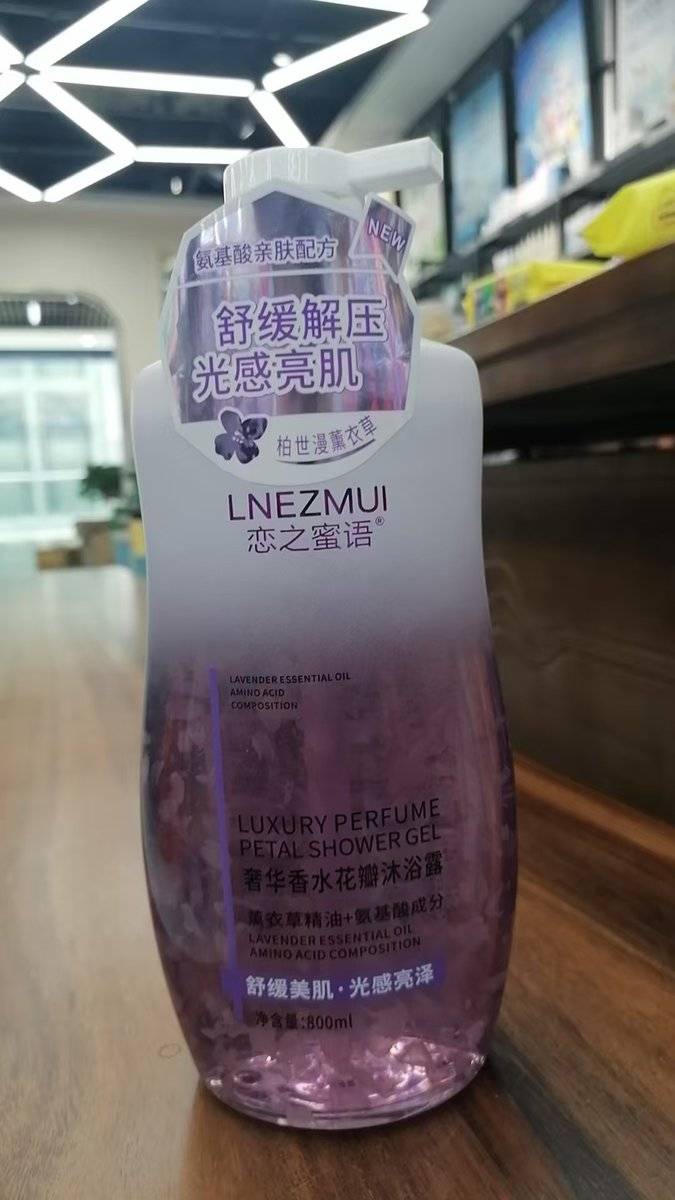 氨基酸亲肤配方
NEW
舒缓解压
光感亮肌
柏世漫薰衣草
LNEZMUI
恋之蜜语®
LAVENDER ESSENTIAL OIL
AMINO ACID
COMPOSITION
LUXURY PERFUME
PETAL SHOWER GEL
奢华香水花瓣沐浴露
薰衣草精油+氨基酸成分
LAVENDER ESSENTIAL OIL
AMINO ACID COMPOSITION
舒缓美肌·光感亮泽
净含量:800ml